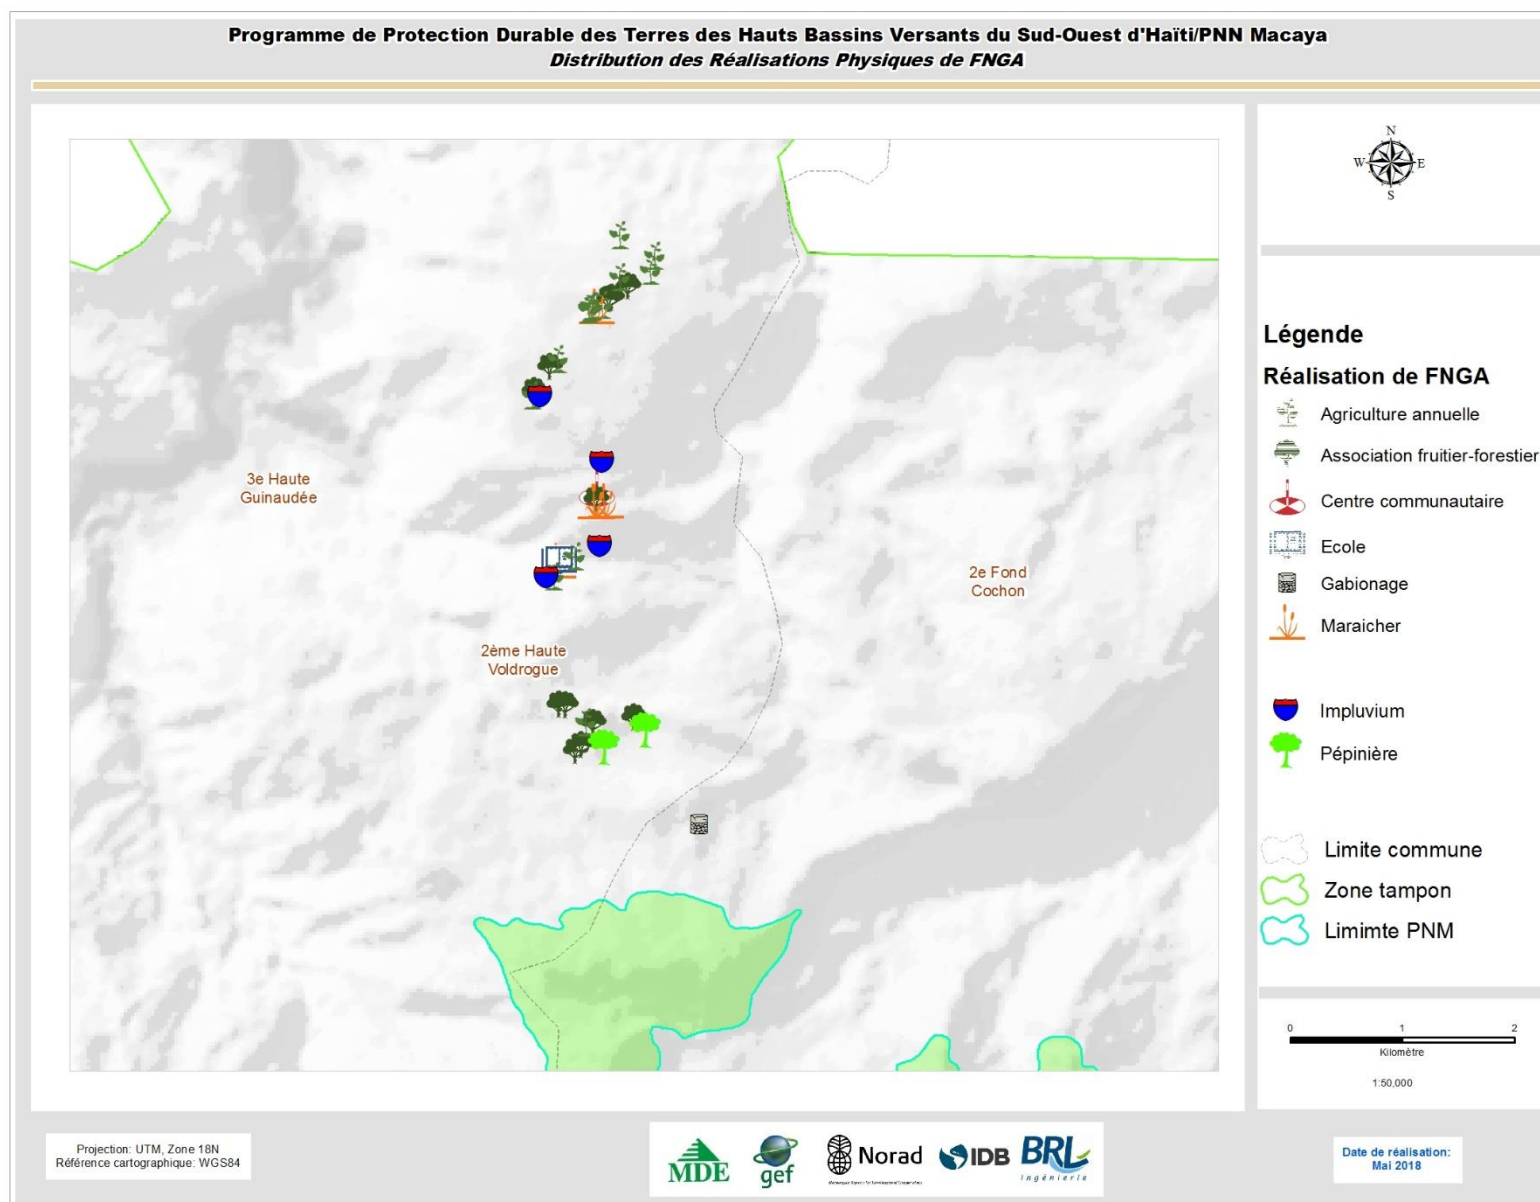 Programme de Protection Durable des Terres des Hauts Bassins Versants du Sud-Ouest d'Haïti/PNN Macaya
Distribution des Réalisations Physiques de FNGA
N
W
E
S
3e Haute
Guinaudée
2e Fond
Cochon
2ème Haute
Voldrogue
Légende
Réalisation de FNGA
Agriculture annuelle
Association fruitier-forestier
Centre communautaire
Ecole
Gabionage
Maraicher
Impluvium
Pépinière
Limite commune
Zone tampon
Limimte PNM
0 1 2
Kilomètre
1:50,000
Projection: UTM, Zone 18N
Référence cartographique: WGS84
MDE
gef
Norad
IDB
BRL
Ingénierie
Date de réalisation:
Mai 2018